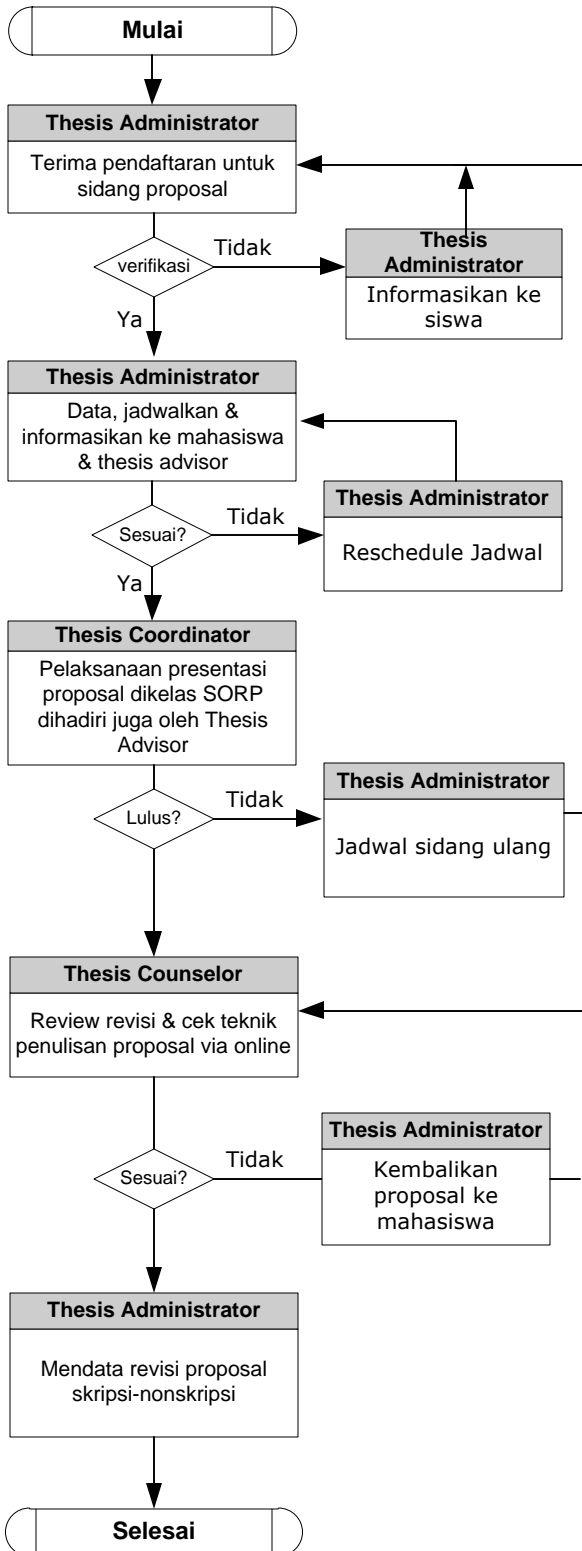 Mulai
Thesis Administrator
Terima pendaftaran untuk
sidang proposal
verifikasi
Tidak
Thesis
Administrator
Informasikan ke
siswa
Ya
Thesis Administrator
Data, jadwalkan &
informasikan ke mahasiswa
& thesis advisor
Sesuai?
Tidak
Thesis Administrator
Reschedule Jadwal
Ya
Thesis Coordinator
Pelaksanaan presentasi
proposal dikelas SORP
dihadiri juga oleh Thesis
Advisor
Lulus?
Tidak
Thesis Administrator
Jadwal sidang ulang
Thesis Counselor
Review revisi & cek teknik
penulisan proposal via online
Sesuai?
Tidak
Thesis Administrator
Kembalikan
proposal ke
mahasiswa
Thesis Administrator
Mendata revisi proposal
skripsi-nonskripsi
Selesai